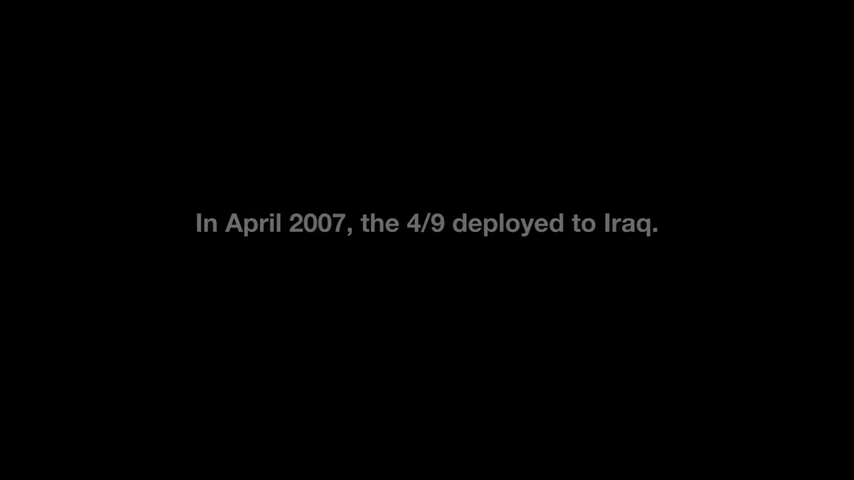 In April 2007, the 4/9 deployed to Iraq.